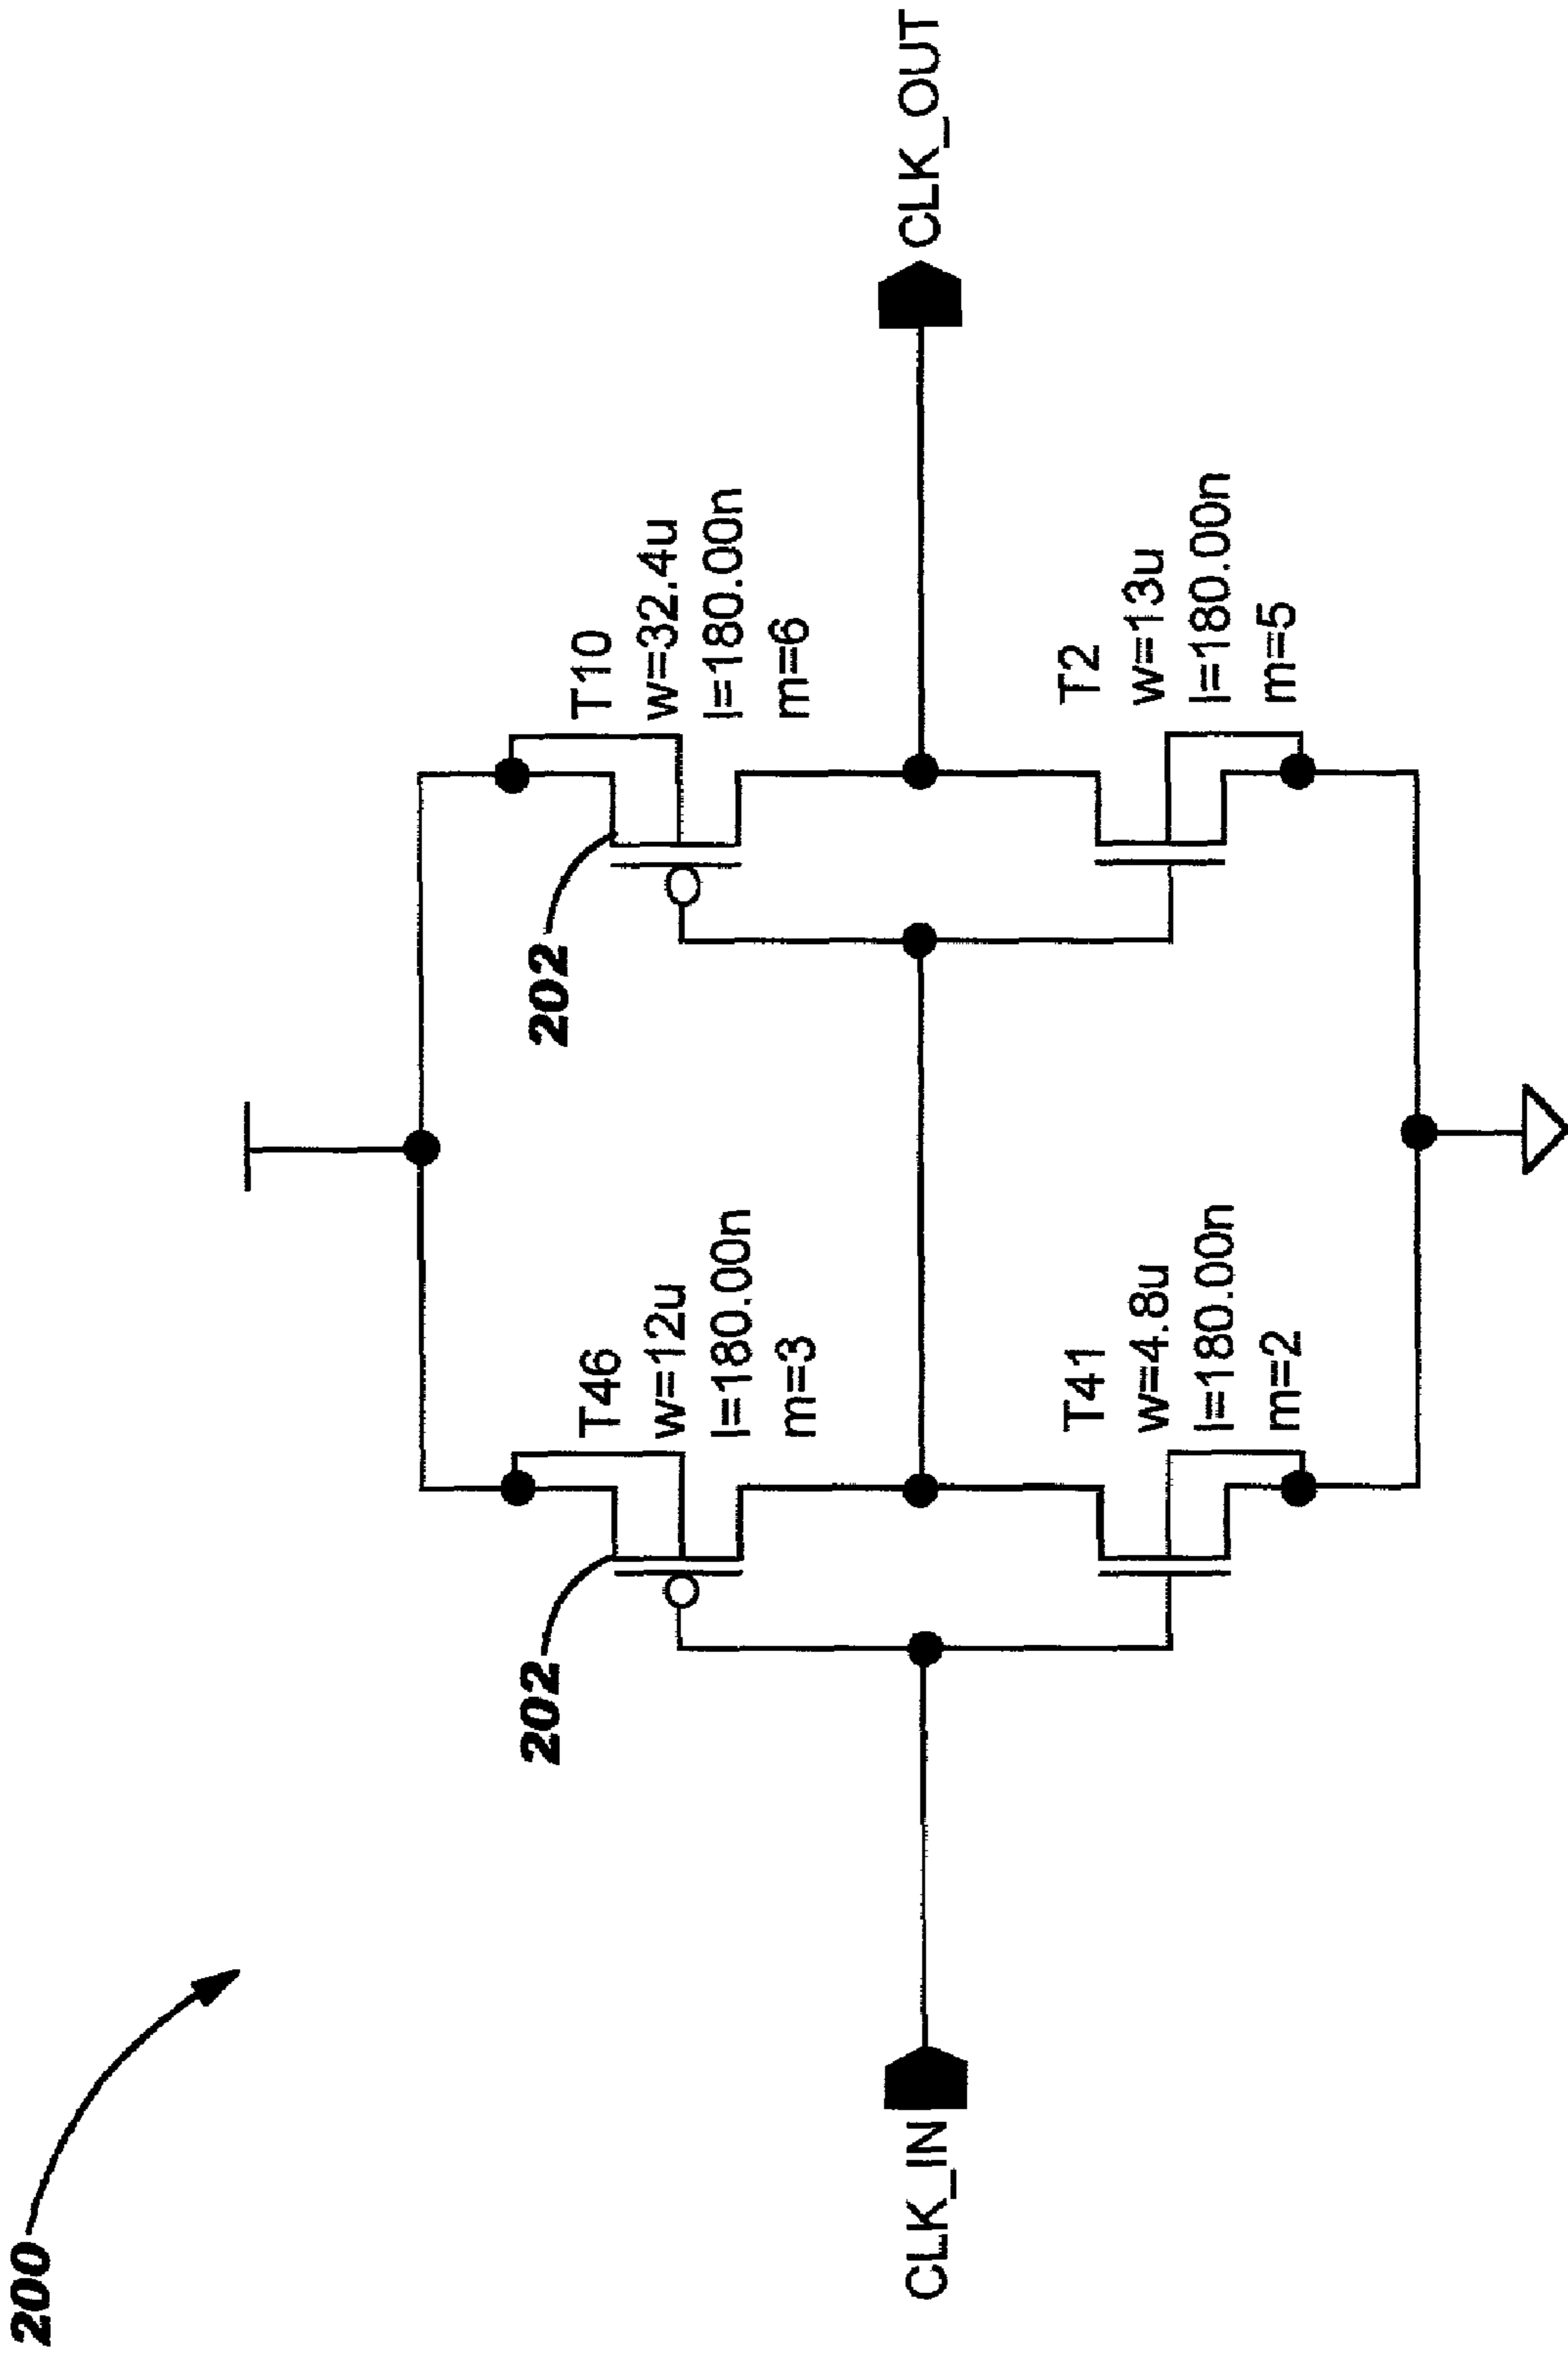 200
202
T46
w=12u
l=180.00n
m=3
202
T10
w=32.4u
l=180.00n
m=6
CLK_IN
CLK_OUT
T41
w=4.8u
l=180.00n
m=2
T2
w=13u
l=180.00n
m=5